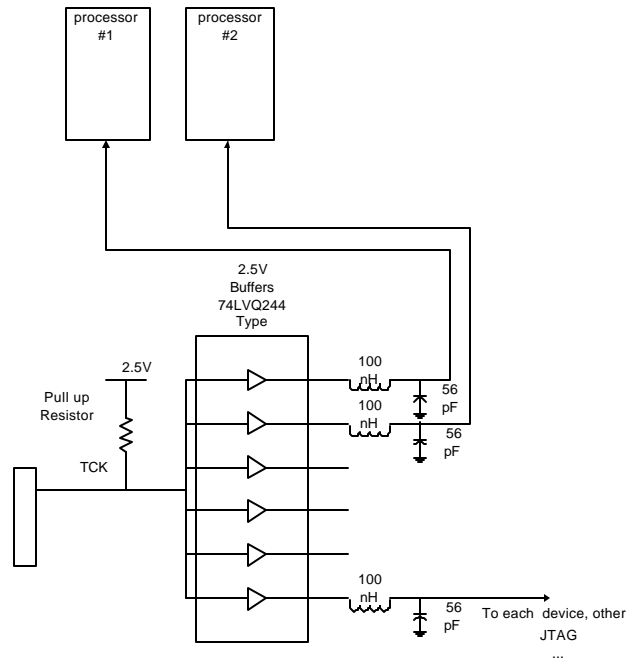 processor
#1
processor
#2
2.5V
Buffers
74LVQ244
Type
2.5V
Pull up
Resistor
TCK
100
nH
56
pF
100
nH
56
pF
100
nH
56
pF
To each device, other
JTAG
...